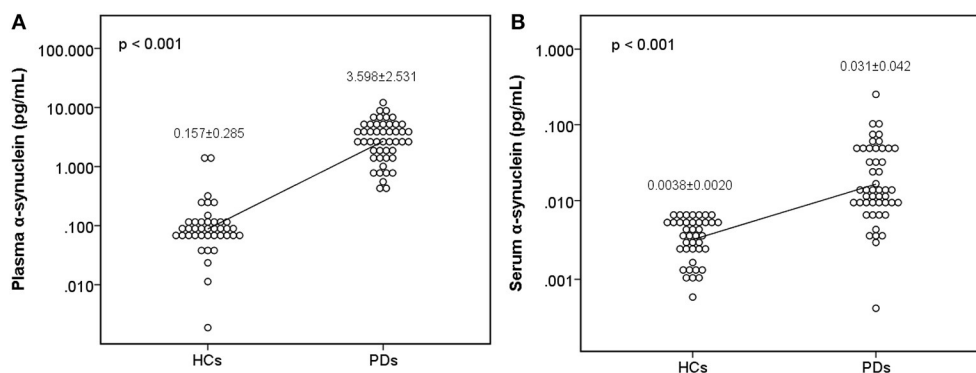 A
p < 0.001
Plasma α-synuclein (pg/mL)
100.000
10.000
1.000
.100
.010
0.157±0.285
3.598±2.531
HCs
PDs
B
p < 0.001
Serum α-synuclein (pg/mL)
1.000
.100
.010
.001
0.0038±0.0020
0.031±0.042
HCs
PDs